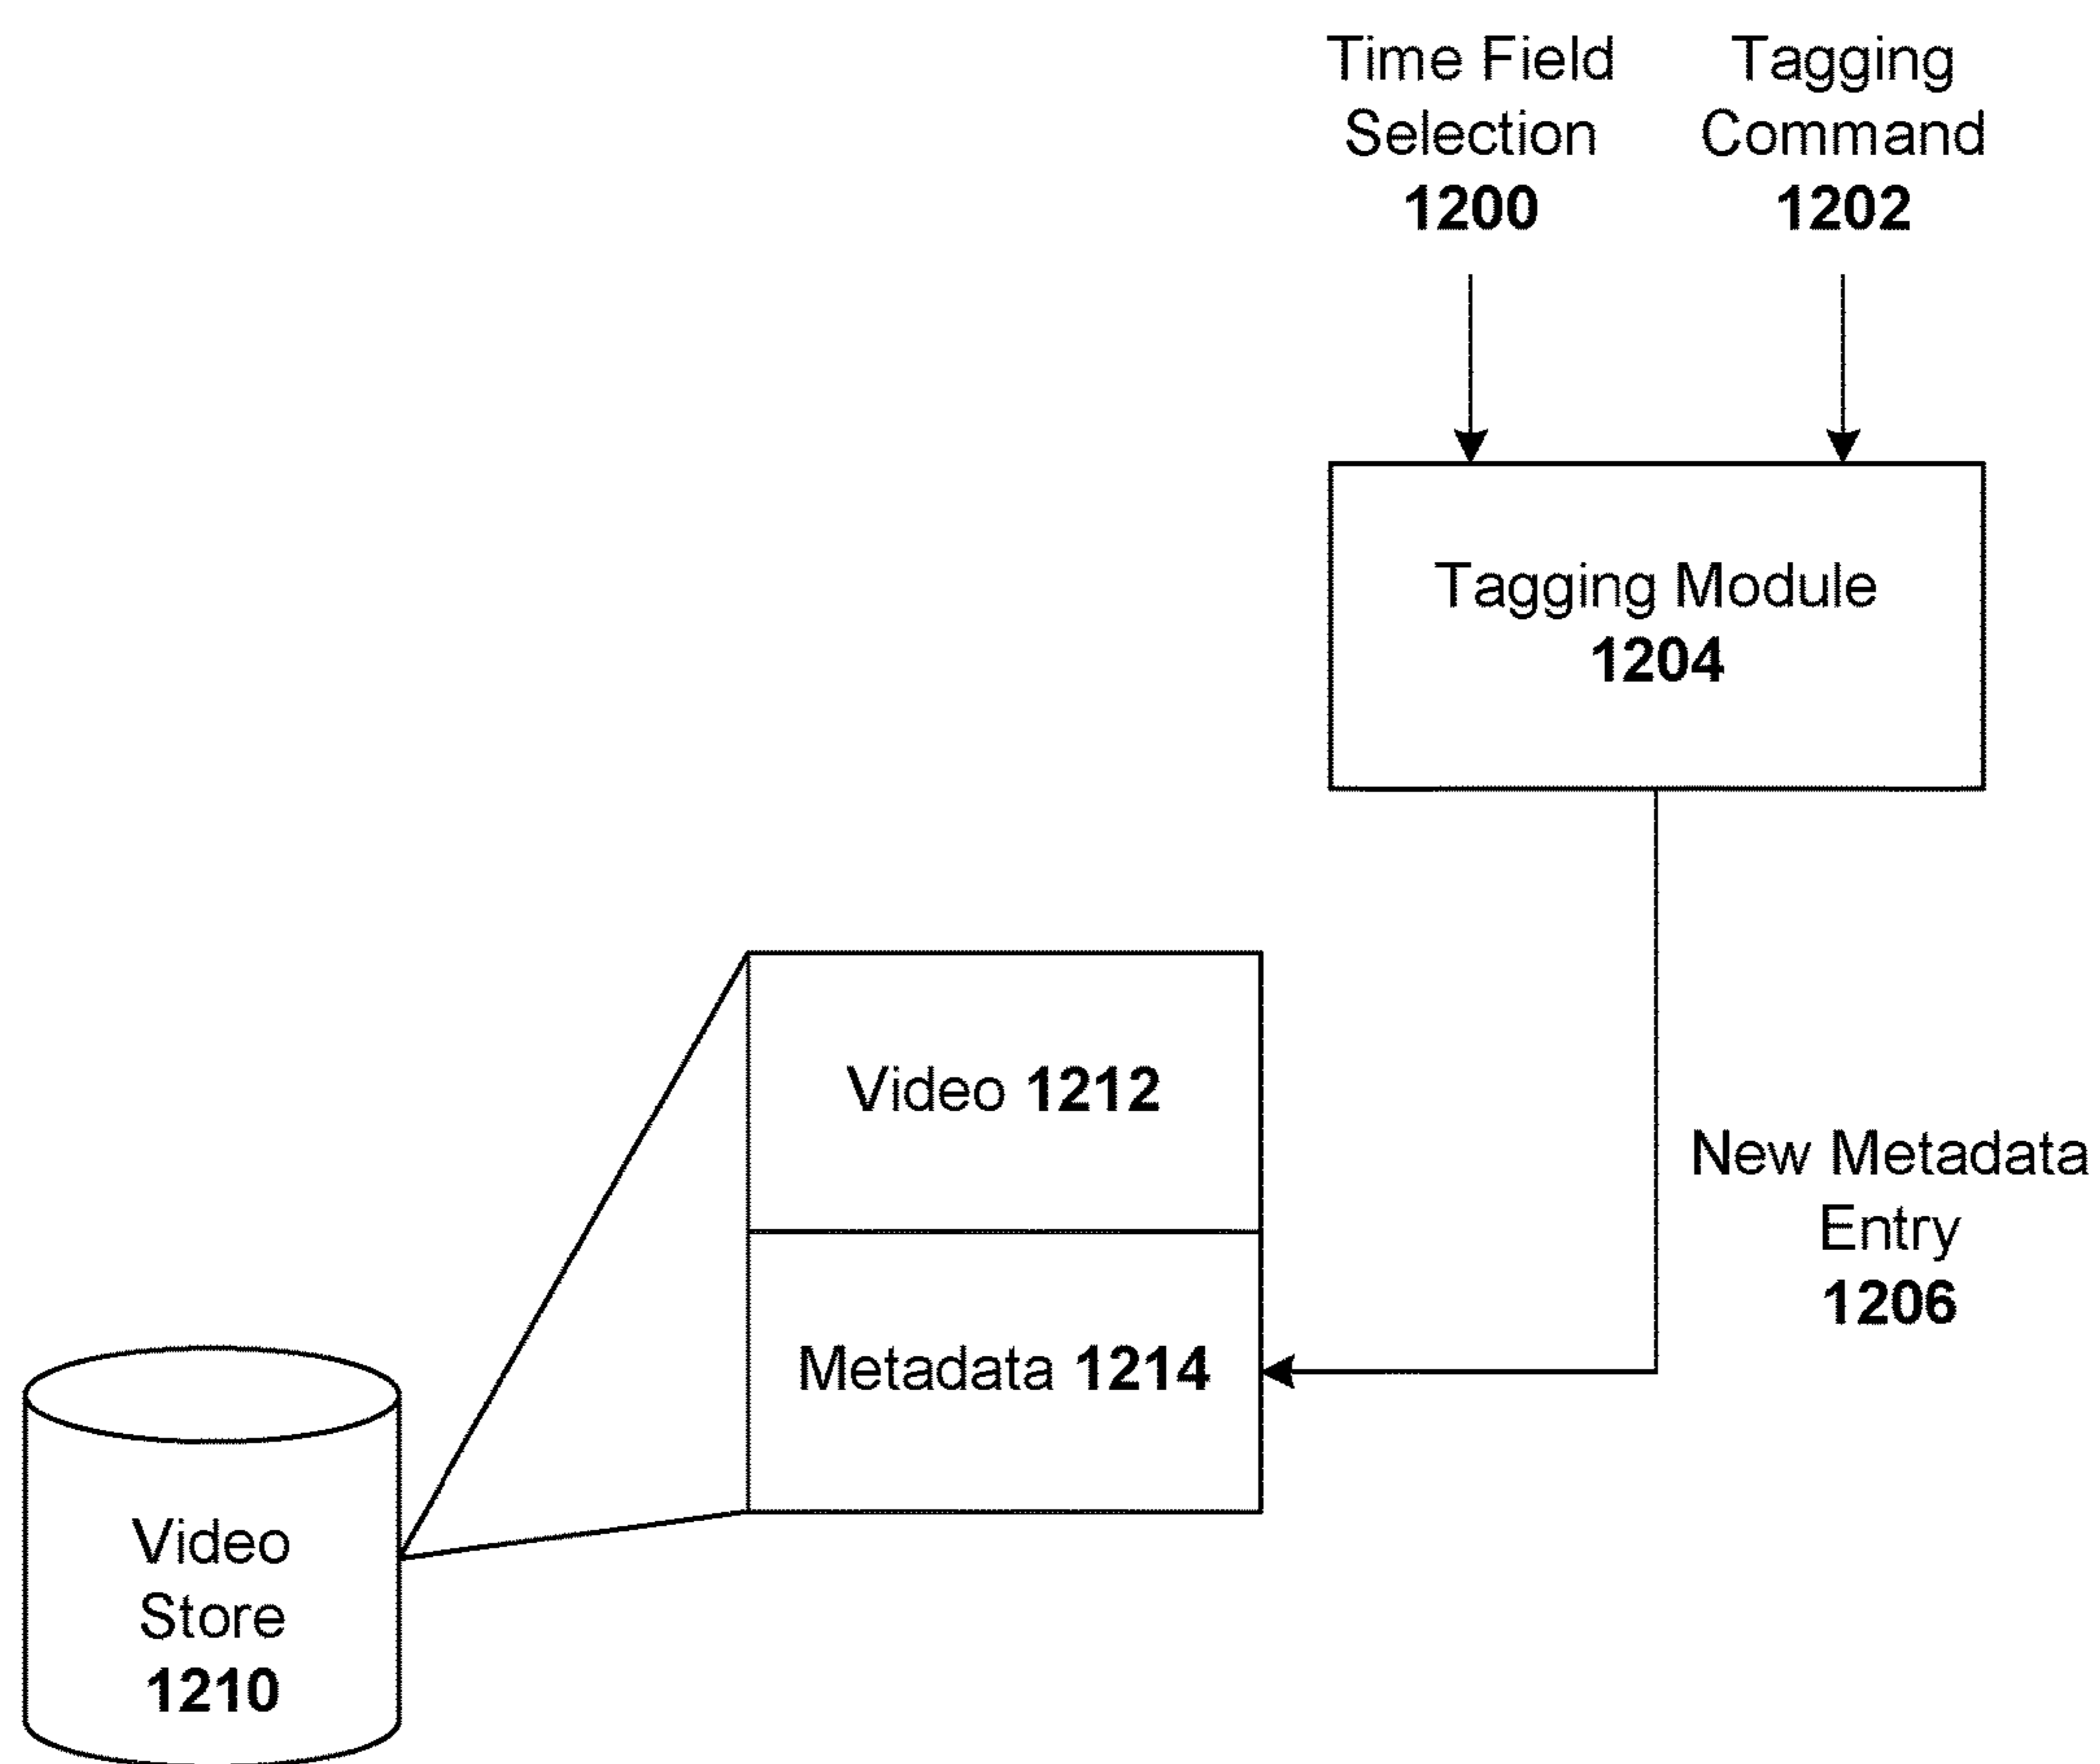 Time Field
Selection
1200
Tagging
Command
1202
Tagging Module
1204
Video 1212
New Metadata
Entry
1206
Metadata 1214
Video
Store
1210